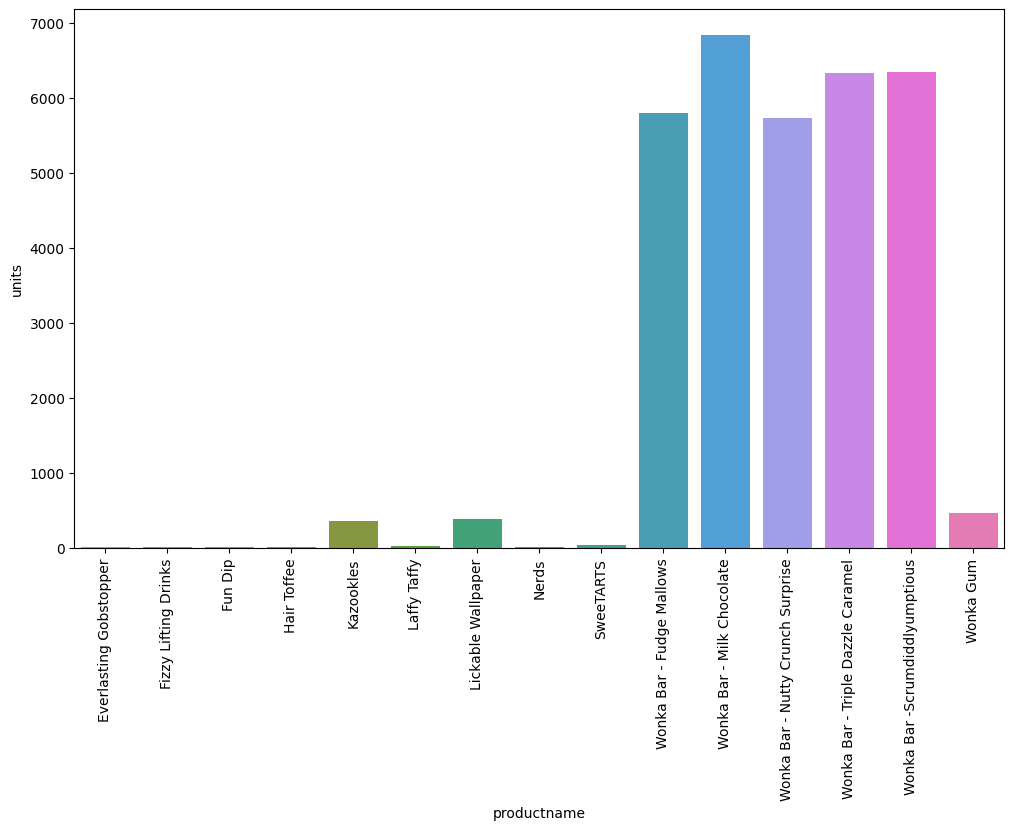 7000
6000
5000
4000
3000
2000
1000
0
units
Everlasting Gobstopper
Fizzy Lifting Drinks
Fun Dip
Hair Toffee
Kazookles
Laffy Taffy
Lickable Wallpaper
Nerds
SweeTARTS
Wonka Bar - Fudge Mallows
Wonka Bar - Milk Chocolate
Wonka Bar - Nutty Crunch Surprise
Wonka Bar - Triple Dazzle Caramel
Wonka Bar -Scrumdiddlyumptious
Wonka Gum
productname